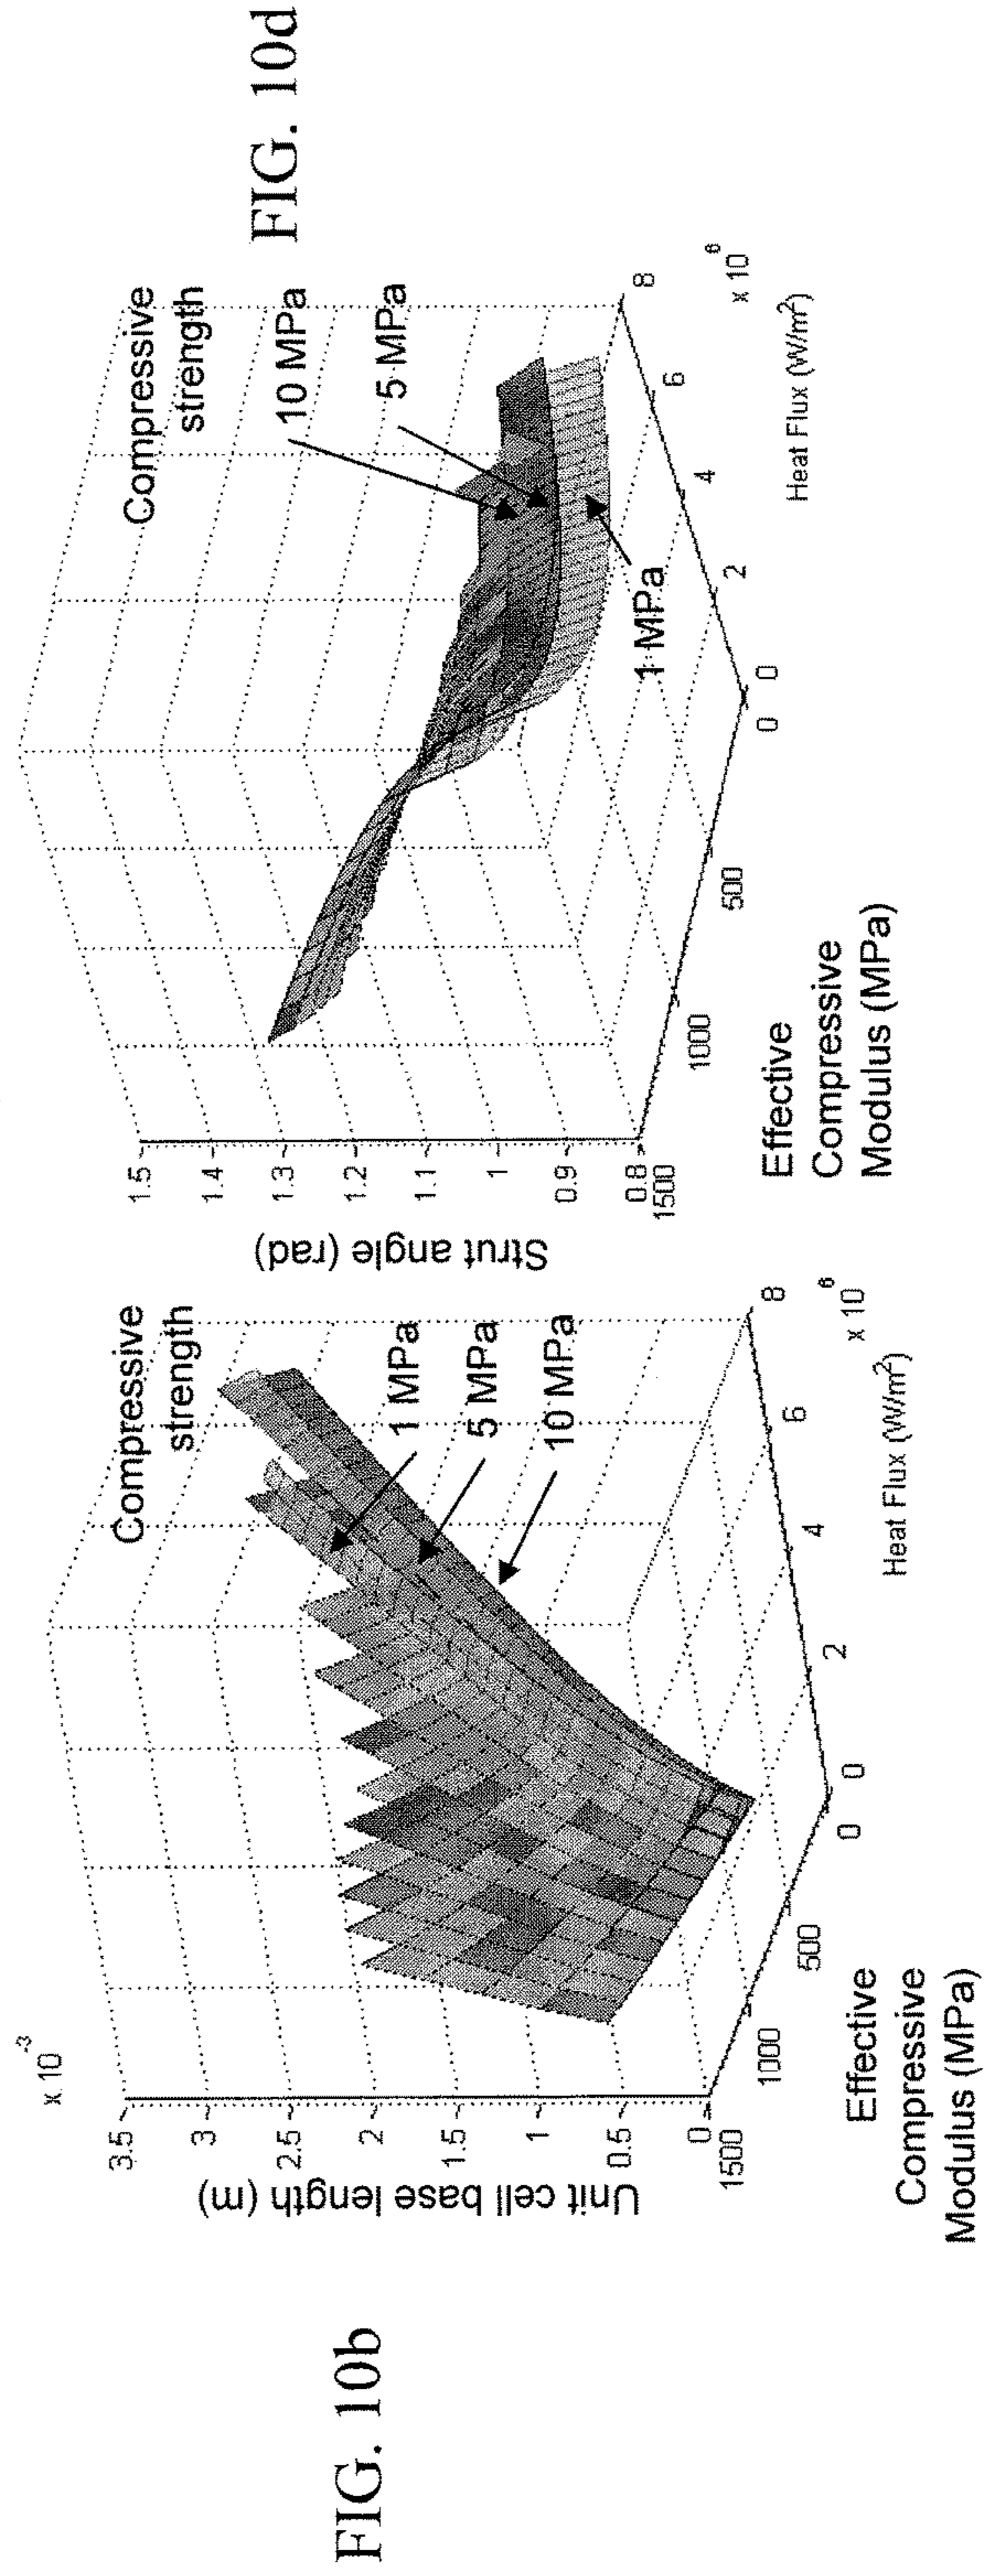 FIG. 10b
x 10
-3
3.5
3
2.5
2
1.5
1
0.5
0
1500
1000
500
0
0
2
4
6
8
x 10
6
Unit cell base length (m)
Effective
Compressive
Modulus (MPa)
Heat Flux (W/m²)
Compressive
strength
1 MPa
5 MPa
10 MPa
FIG. 10d
1.5
1.4
1.3
1.2
1.1
1
0.9
0.8
1500
1000
500
0
0
2
4
6
8
x 10
6
Strut angle (rad)
Effective
Compressive
Modulus (MPa)
Heat Flux (W/m²)
Compressive
strength
10 MPa
5 MPa
1 MPa